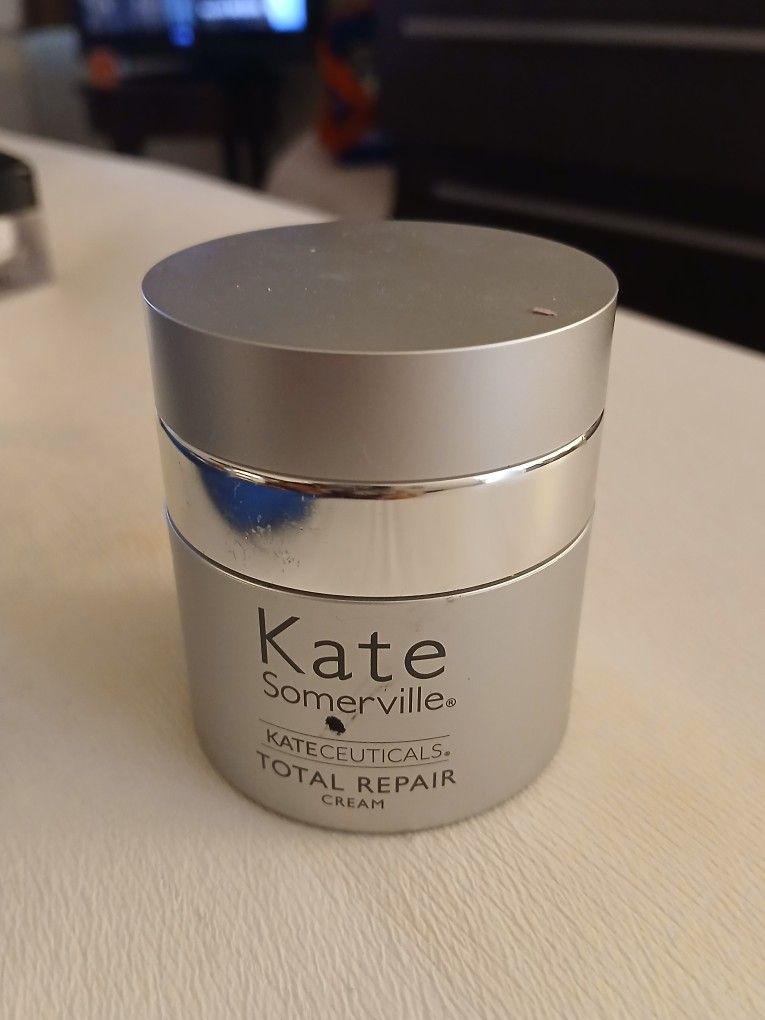 Kate
Somerville®
KATECEUTICALS®
TOTAL REPAIR
CREAM